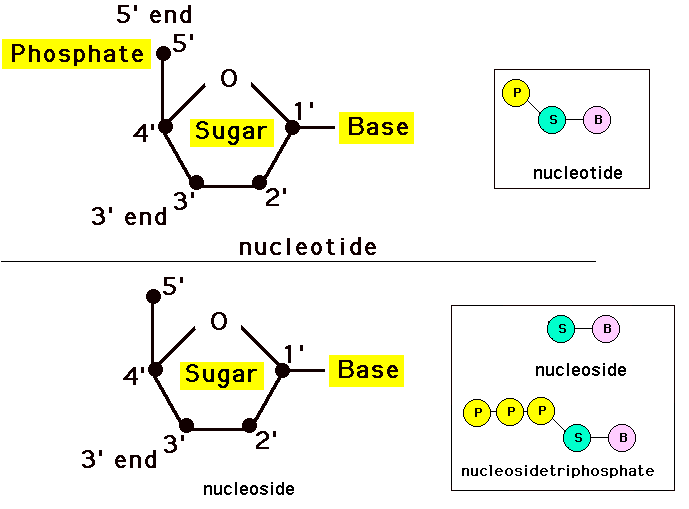 5' end
Phosphate 5'
O
4' Sugar 1' Base
3' 2'
3' end
nucleotide
P
S B
nucleotide
5'
O
4' Sugar 1' Base
3' 2'
3' end
nucleoside
S B
nucleoside
P P P
S B
nucleosidetriphosphate